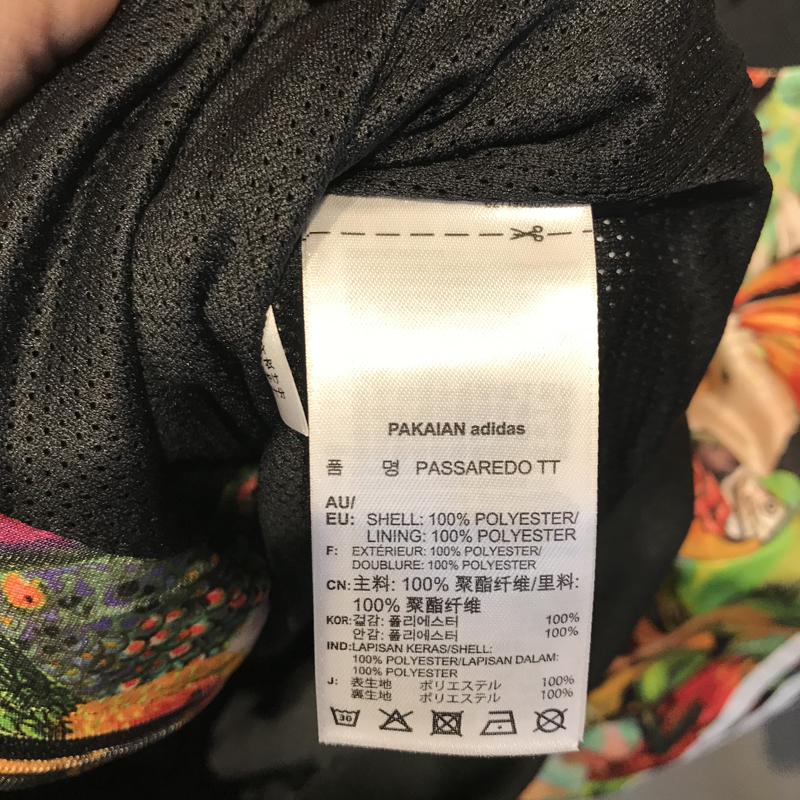 PAKAIAN adidas
품 명 PASSAREDO TT
AU/
EU: SHELL: 100% POLYESTER/
LINING: 100% POLYESTER
F: EXTÉRIEUR: 100% POLYESTER/
DOUBLURE: 100% POLYESTER
CN: 主料: 100% 聚酯纤维/里料:
100% 聚酯纤维
KOR: 겉감: 폴리에스터 100%
안감: 폴리에스터 100%
IND: LAPISAN KERAS/SHELL:
100% POLYESTER/LAPISAN DALAM:
100% POLYESTER
J: 表生地 ポリエステル 100%
裏生地 ポリエステル 100%
30